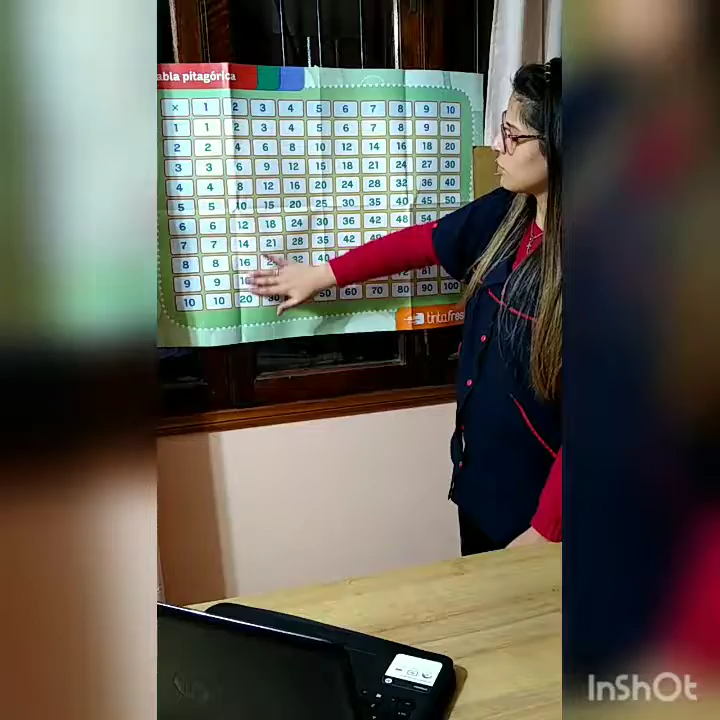 abla pitagórica
× 1 2 3 4 5 6 7 8 9 10
1 1 2 3 4 5 6 7 8 9 10
2 2 4 6 8 10 12 14 16 18 20
3 3 6 9 12 15 18 21 24 27 30
4 4 8 12 16 20 24 28 32 36 40
5 5 10 15 20 25 30 35 40 45 50
6 6 12 18 24 30 36 42 48 54
7 7 14 21 28 35 42
8 8 16 32 40
9 9 81
10 10 20 30 50 60 70 80 90 100
tinta fres
InShOt